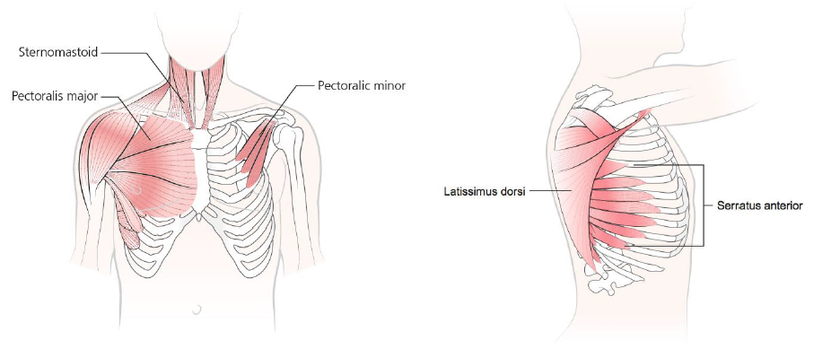 Sternomastoid
Pectoralis major
Pectoralic minor
Latissimus dorsi
Serratus anterior